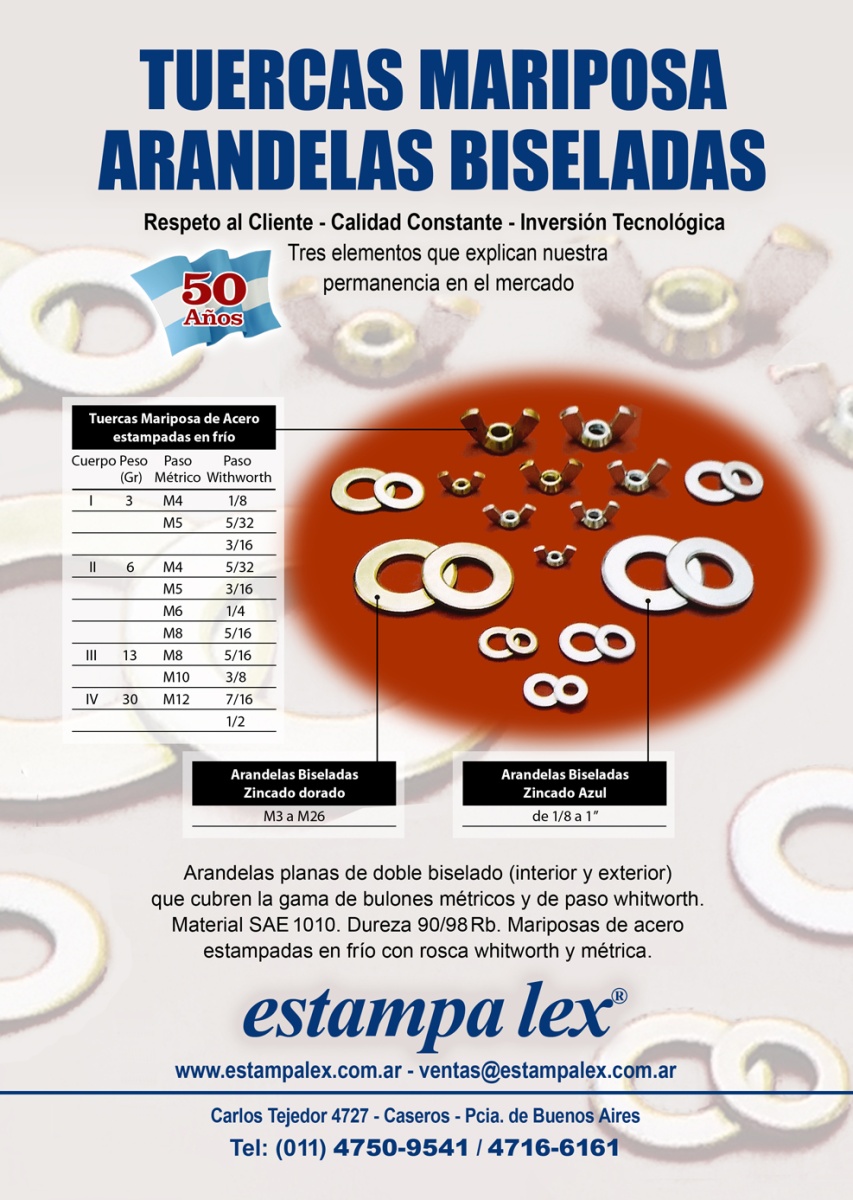 TUERCAS MARIPOSA
ARANDELAS BISELADAS
Respeto al Cliente - Calidad Constante - Inversión Tecnológica
Tres elementos que explican nuestra
permanencia en el mercado
50
Años
Tuercas Mariposa de Acero
estampadas en frío
Cuerpo Peso Paso Paso
(Gr) Métrico Withworth
I 3 M4 1/8
M5 5/32
3/16
II 6 M4 5/32
M5 3/16
M6 1/4
M8 5/16
III 13 M8 5/16
M10 3/8
IV 30 M12 7/16
1/2
Arandelas Biseladas
Zincado dorado
M3 a M26
Arandelas Biseladas
Zincado Azul
de 1/8 a 1”
Arandelas planas de doble biselado (interior y exterior)
que cubren la gama de bulones métricos y de paso whitworth.
Material SAE 1010. Dureza 90/98 Rb. Mariposas de acero
estampadas en frío con rosca whitworth y métrica.
estampa lex®
www.estampalex.com.ar - ventas@estampalex.com.ar
Carlos Tejedor 4727 - Caseros - Pcia. de Buenos Aires
Tel: (011) 4750-9541 / 4716-6161